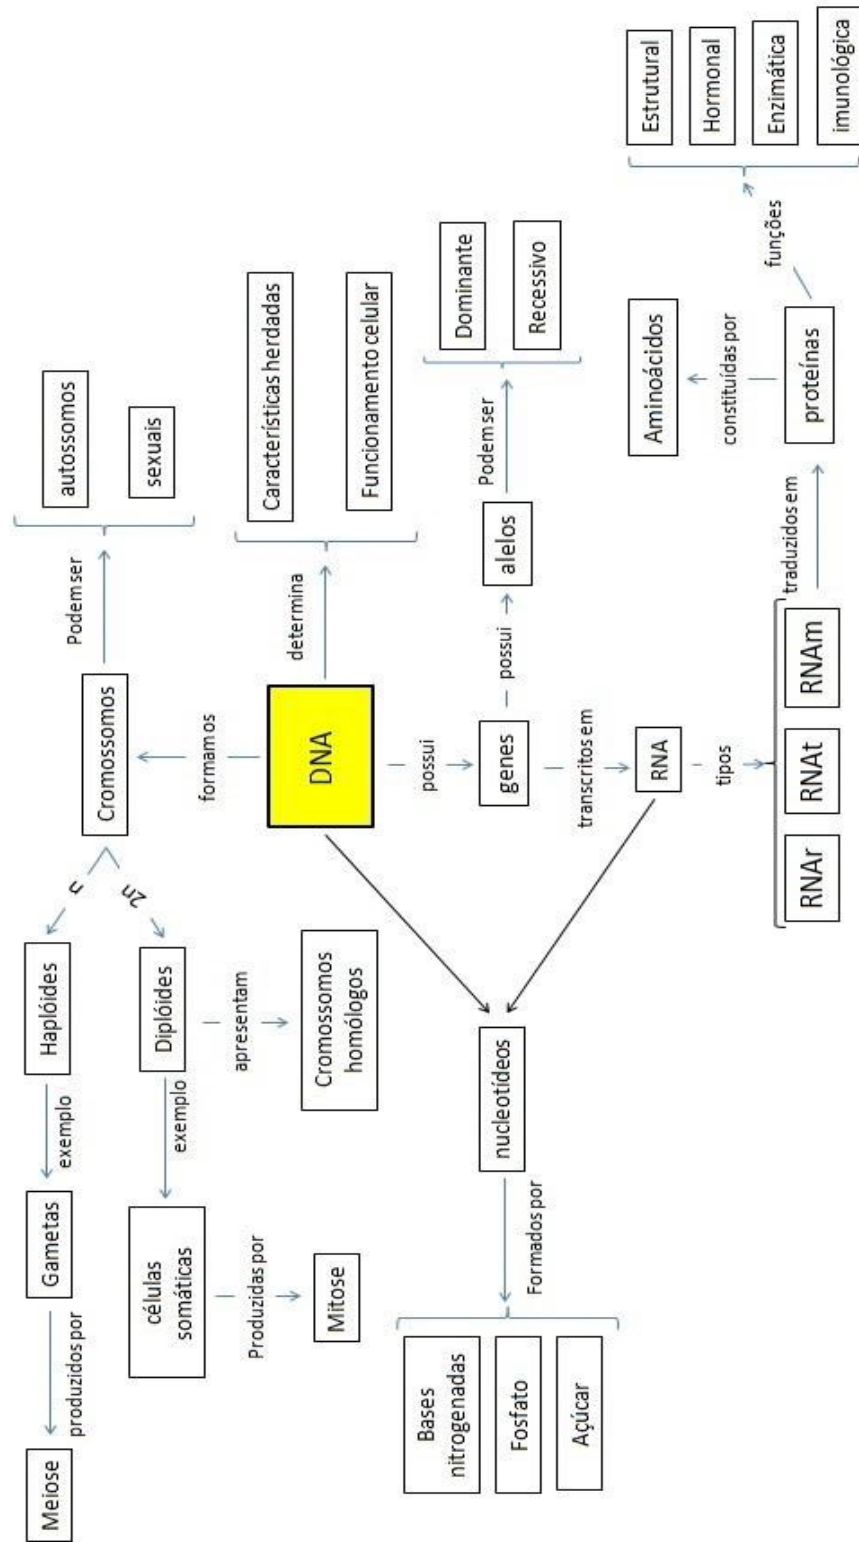 Meiose
produzidos por
Gametas
exemplo
Haplóides
n
Cromossomos
Podem ser
autossomos
sexuais
2n
Diplóides
exemplo
células
somáticas
Produzidas por
Mitose
apresentam
Cromossomos
homólogos
formam os
DNA
determina
Características herdadas
Funcionamento celular
possui
genes
possui
alelos
Podem ser
Dominante
Recessivo
transcritos em
RNA
nucleotídeos
Formados por
Bases
nitrogenadas
Fosfato
Açúcar
tipos
RNAr
RNAt
RNAm
traduzidos em
proteínas
constituídas por
Aminoácidos
funções
Estrutural
Hormonal
Enzimática
imunológica